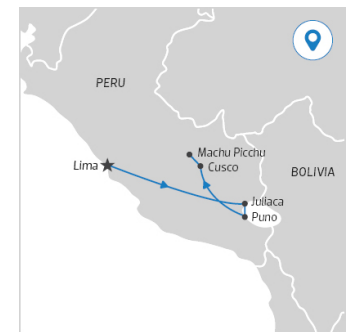 PERU
Machu Picchu
Lima
Cusco
BOLIVIA
Juliaca
Puno